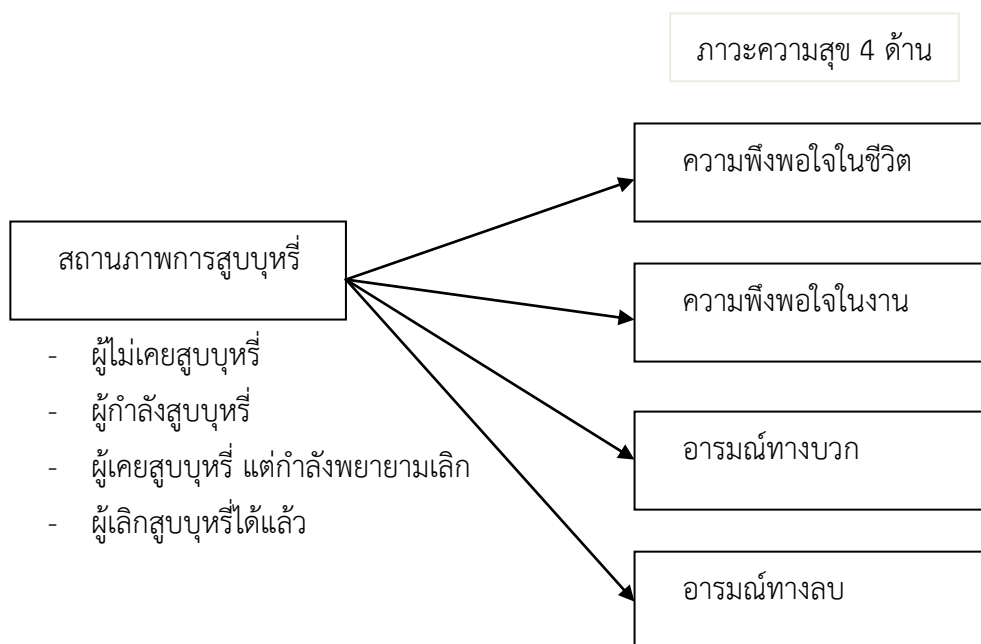 ภาวะความสุข 4 ด้าน
ความพึงพอใจในชีวิต
สถานภาพการสูบบุหรี่
ความพึงพอใจในงาน
- ผู้ไม่เคยสูบบุหรี่
- ผู้กำลังสูบบุหรี่
- ผู้เคยสูบบุหรี่ แต่กำลังพยายามเลิก
- ผู้เลิกสูบบุหรี่ได้แล้ว
อารมณ์ทางบวก
อารมณ์ทางลบ